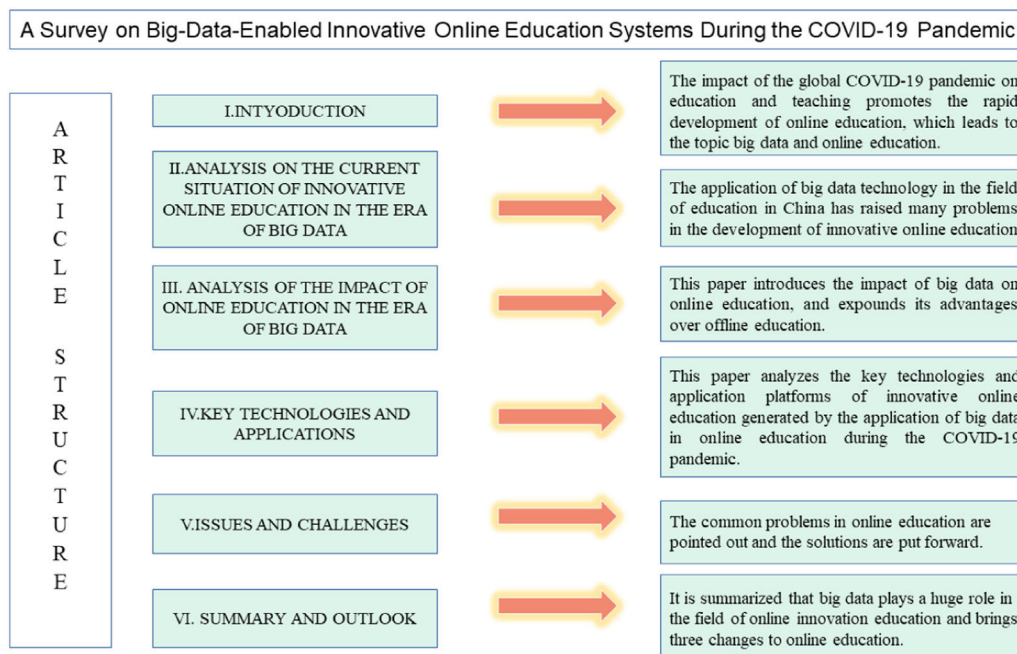 A Survey on Big-Data-Enabled Innovative Online Education Systems During the COVID-19 Pandemic
ARTICLE STRUCTURE
I.INTYODUCTION
The impact of the global COVID-19 pandemic on
education and teaching promotes the rapid
development of online education, which leads to
the topic big data and online education.
II.ANALYSIS ON THE CURRENT
SITUATION OF INNOVATIVE
ONLINE EDUCATION IN THE ERA
OF BIG DATA
The application of big data technology in the field
of education in China has raised many problems
in the development of innovative online education
III. ANALYSIS OF THE IMPACT OF
ONLINE EDUCATION IN THE ERA
OF BIG DATA
This paper introduces the impact of big data on
online education, and expounds its advantages
over offline education.
IV.KEY TECHNOLOGIES AND
APPLICATIONS
This paper analyzes the key technologies and
application platforms of innovative online
education generated by the application of big data
in online education during the COVID-19
pandemic.
V.ISSUES AND CHALLENGES
The common problems in online education are
pointed out and the solutions are put forward.
VI. SUMMARY AND OUTLOOK
It is summarized that big data plays a huge role in
the field of online innovation education and brings
three changes to online education.